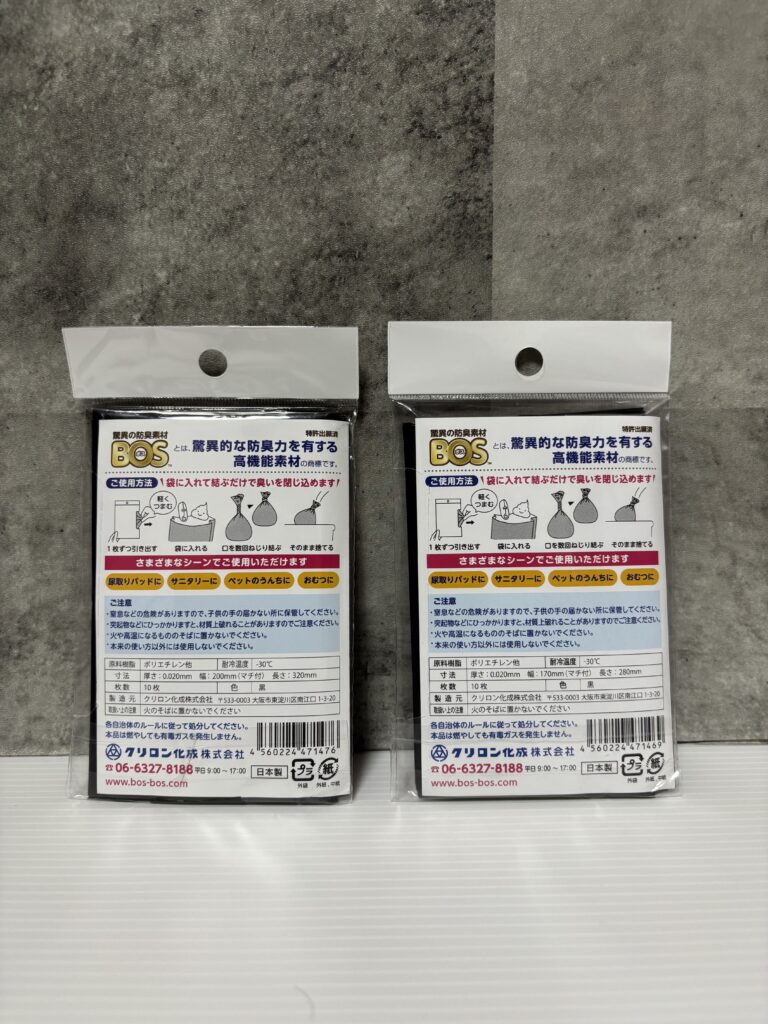 驚異の防臭素材
BOS™
とは、驚異的な防臭力を有する
高機能素材の商標です。
特許出願済
ご使用方法
袋に入れて結ぶだけで臭いを閉じ込めます!
軽くつまむ
1枚ずつ引き出す 袋に入れる 口を数回ねじり結ぶ そのまま捨てる
さまざまなシーンでご使用いただけます
尿取りパッドに サニタリーに ペットのうんちに おむつに
ご注意
・窒息などの危険がありますので、子供の手の届かない所に保管してください。
・突起物などにひっかかりますと、材質上破れることがありますのでご注意ください。
・火や高温になるもののそばに置かないでください。
・本来の使い方以外には使用しないでください。
原料樹脂 ポリエチレン他 耐冷温度 -30℃
寸法 厚さ:0.020mm 幅:200mm(マチ付) 長さ:320mm
枚数 10枚 色 黒
製造元 クリロン化成株式会社 〒533-0003 大阪市東淀川区南江口1-3-20
取扱い上の注意 火のそばに置かないでください
各自治体のルールに従って処分してください。
本品は燃やしても有毒ガスを発生しません。
4 560224 471476
クリロン化成株式会社
☎06-6327-8188 平日 9:00~17:00
日本製
プラ 外袋
紙 外紙、中紙
www.bos-bos.com
驚異の防臭素材
BOS™
とは、驚異的な防臭力を有する
高機能素材の商標です。
特許出願済
ご使用方法
袋に入れて結ぶだけで臭いを閉じ込めます!
軽くつまむ
1枚ずつ引き出す 袋に入れる 口を数回ねじり結ぶ そのまま捨てる
さまざまなシーンでご使用いただけます
尿取りパッドに サニタリーに ペットのうんちに おむつに
ご注意
・窒息などの危険がありますので、子供の手の届かない所に保管してください。
・突起物などにひっかかりますと、材質上破れることがありますのでご注意ください。
・火や高温になるもののそばに置かないでください。
・本来の使い方以外には使用しないでください。
原料樹脂 ポリエチレン他 耐冷温度 -30℃
寸法 厚さ:0.020mm 幅:170mm(マチ付) 長さ:280mm
枚数 10枚 色 黒
製造元 クリロン化成株式会社 〒533-0003 大阪市東淀川区南江口1-3-20
取扱い上の注意 火のそばに置かないでください
各自治体のルールに従って処分してください。
本品は燃やしても有毒ガスを発生しません。
4 560224 471469
クリロン化成株式会社
☎06-6327-8188 平日 9:00~17:00
日本製
プラ 外袋
紙 外紙、中紙
www.bos-bos.com